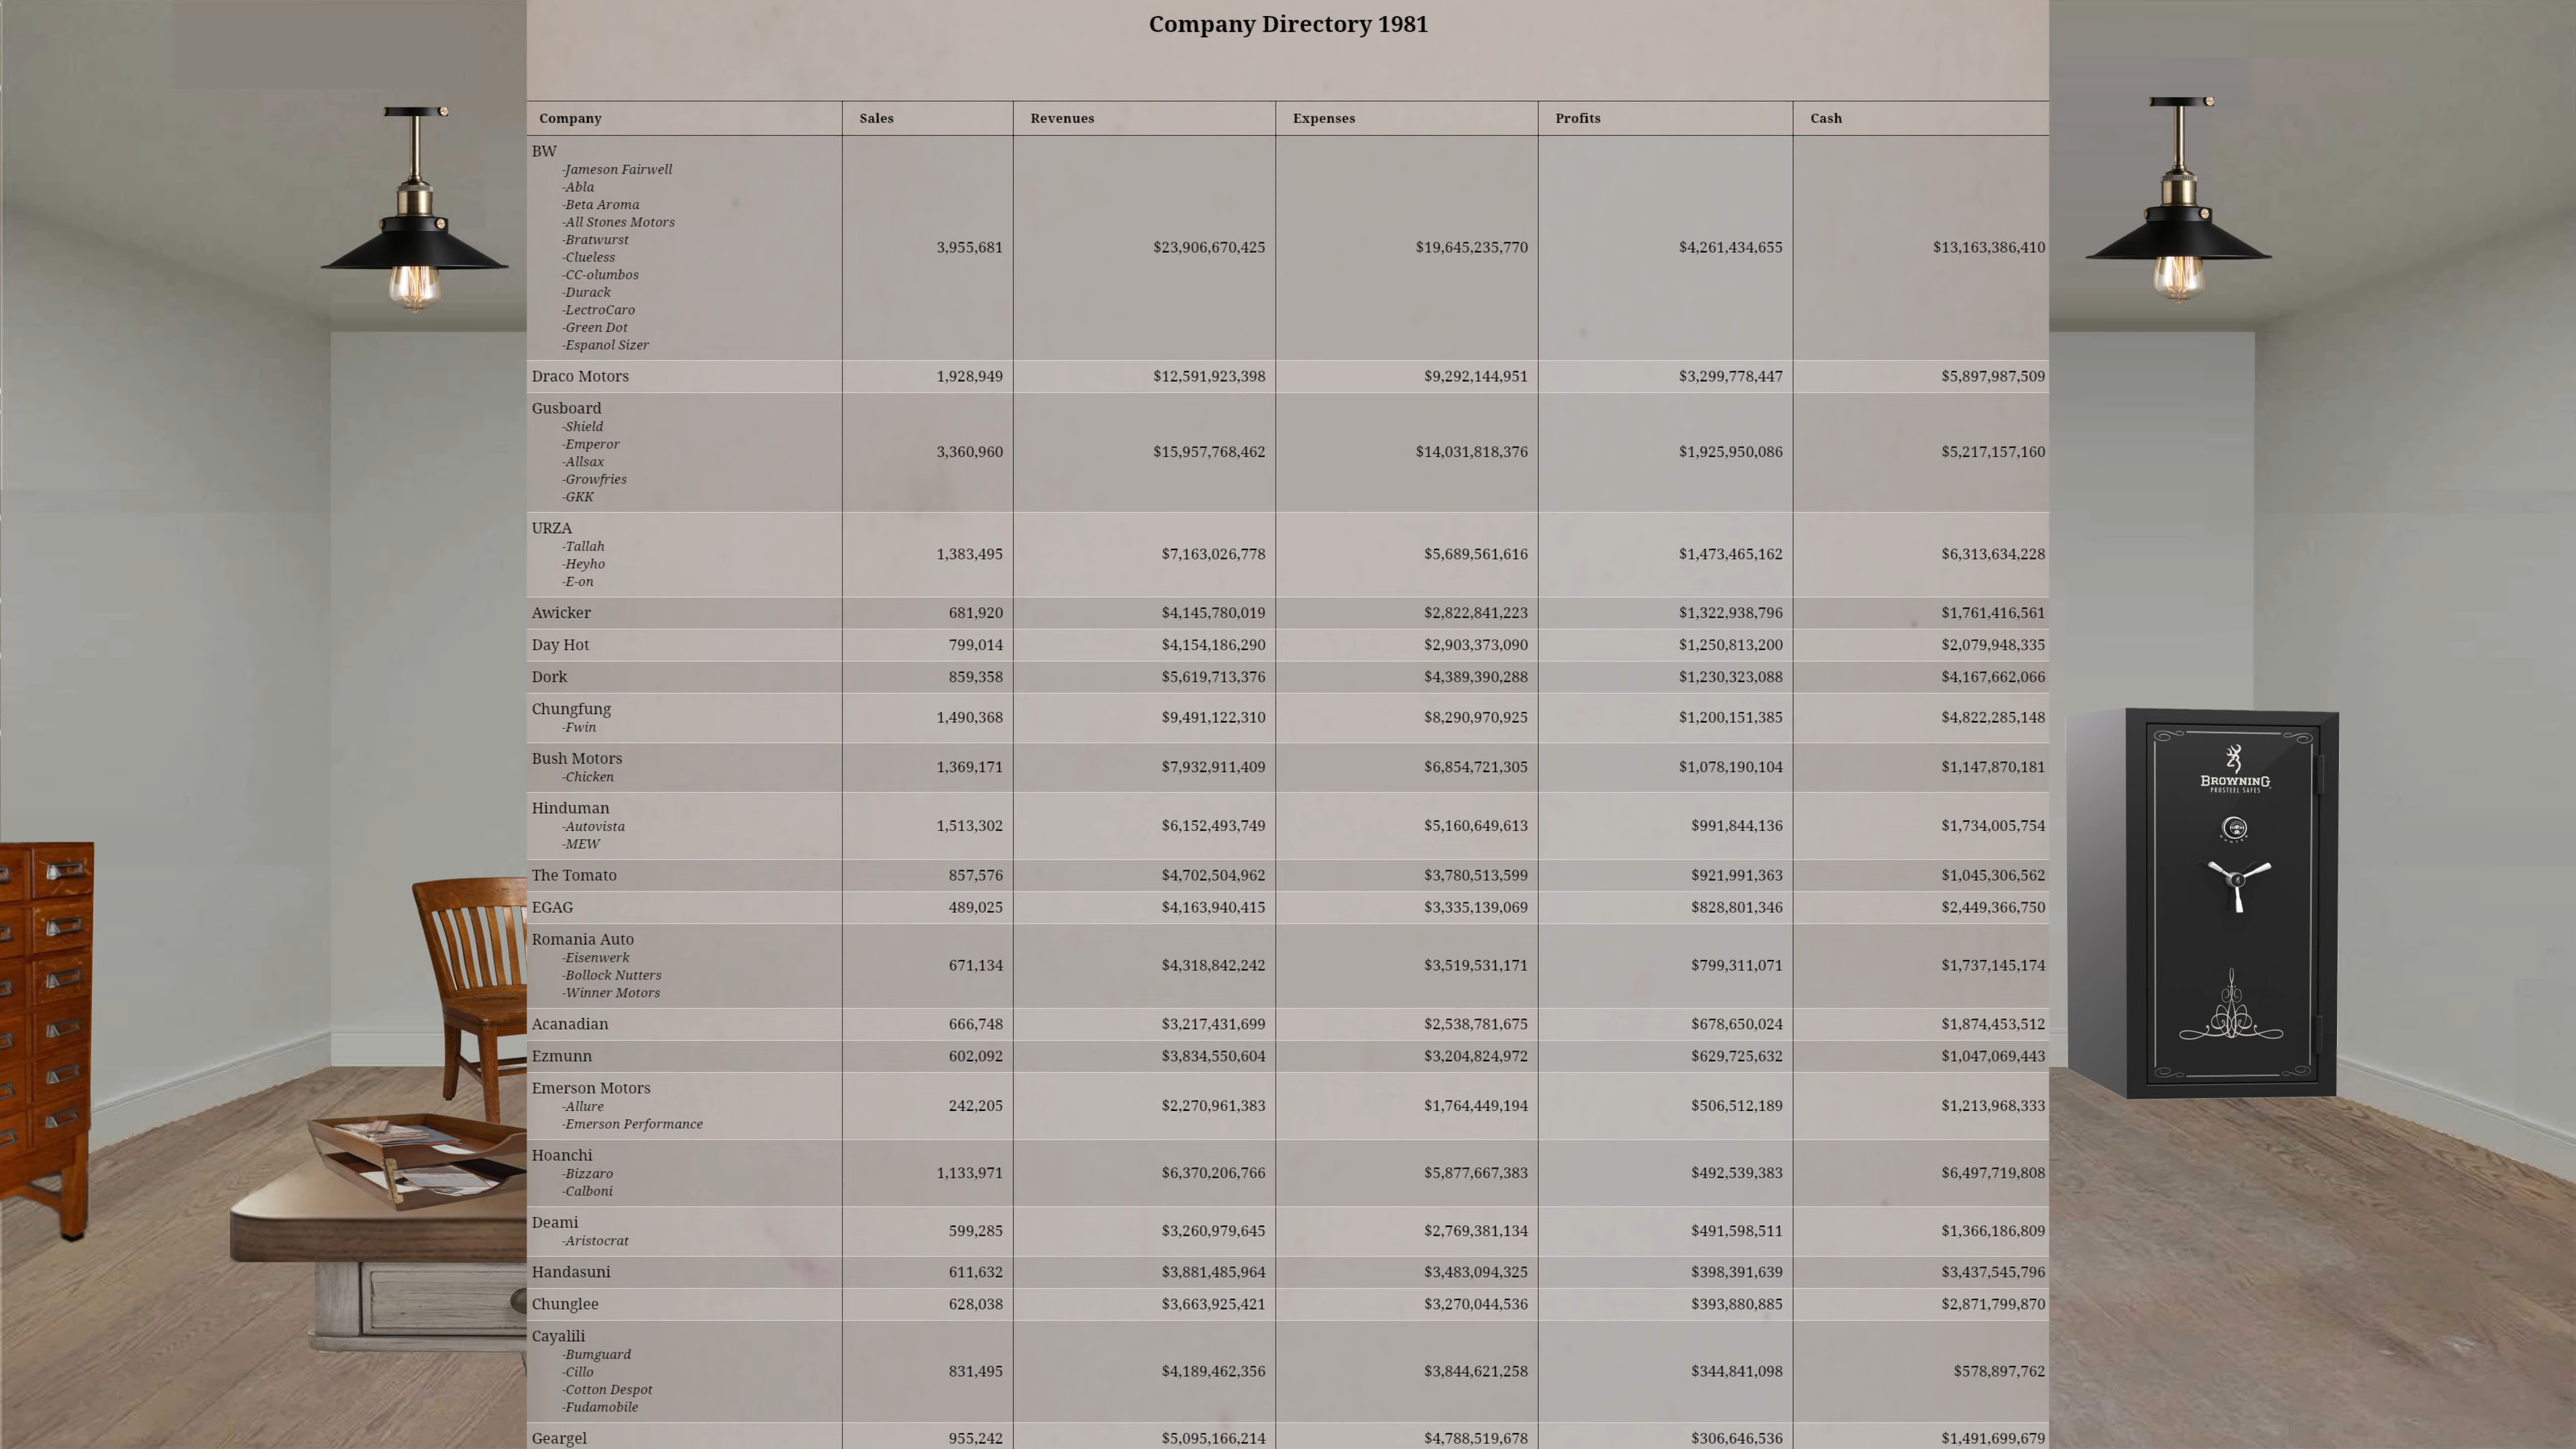 Company Directory 1981
Company Sales Revenues Expenses Profits Cash
BW
-Jameson Fairwell
-Abla
-Beta Aroma
-All Stones Motors
-Bratwurst
-Clueless
-CC-olumbos
-Durack
-LectroCaro
-Green Dot
-Espanol Sizer
3,955,681 $23,906,670,425 $19,645,235,770 $4,261,434,655 $13,163,386,410
Draco Motors 1,928,949 $12,591,923,398 $9,292,144,951 $3,299,778,447 $5,897,987,509
Gusboard
-Shield
-Emperor
-Allsax
-Growfries
-GKK
3,360,960 $15,957,768,462 $14,031,818,376 $1,925,950,086 $5,217,157,160
URZA
-Tallah
-Heyho
-E-on
1,383,495 $7,163,026,778 $5,689,561,616 $1,473,465,162 $6,313,634,228
Awicker 681,920 $4,145,780,019 $2,822,841,223 $1,322,938,796 $1,761,416,561
Day Hot 799,014 $4,154,186,290 $2,903,373,090 $1,250,813,200 $2,079,948,335
Dork 859,358 $5,619,713,376 $4,389,390,288 $1,230,323,088 $4,167,662,066
Chungfung
-Fwin
1,490,368 $9,491,122,310 $8,290,970,925 $1,200,151,385 $4,822,285,148
Bush Motors
-Chicken
1,369,171 $7,932,911,409 $6,854,721,305 $1,078,190,104 $1,147,870,181
Hinduman
-Autovista
-MEW
1,513,302 $6,152,493,749 $5,160,649,613 $991,844,136 $1,734,005,754
The Tomato 857,576 $4,702,504,962 $3,780,513,599 $921,991,363 $1,045,306,562
EGAG 489,025 $4,163,940,415 $3,335,139,069 $828,801,346 $2,449,366,750
Romania Auto
-Eisenwerk
-Bollock Nutters
-Winner Motors
671,134 $4,318,842,242 $3,519,531,171 $799,311,071 $1,737,145,174
Acanadian 666,748 $3,217,431,699 $2,538,781,675 $678,650,024 $1,874,453,512
Ezmunn 602,092 $3,834,550,604 $3,204,824,972 $629,725,632 $1,047,069,443
Emerson Motors
-Allure
-Emerson Performance
242,205 $2,270,961,383 $1,764,449,194 $506,512,189 $1,213,968,333
Hoanchi
-Bizzaro
-Calboni
1,133,971 $6,370,206,766 $5,877,667,383 $492,539,383 $6,497,719,808
Deami
-Aristocrat
599,285 $3,260,979,645 $2,769,381,134 $491,598,511 $1,366,186,809
Handasuni 611,632 $3,881,485,964 $3,483,094,325 $398,391,639 $3,437,545,796
Chunglee 628,038 $3,663,925,421 $3,270,044,536 $393,880,885 $2,871,799,870
Cayalili
-Bumguard
-Cillo
-Cotton Despot
-Fudamobile
831,495 $4,189,462,356 $3,844,621,258 $344,841,098 $578,897,762
Geargel 955,242 $5,095,166,214 $4,788,519,678 $306,646,536 $1,491,699,679
BROWNING
PROSTEEL SAFES